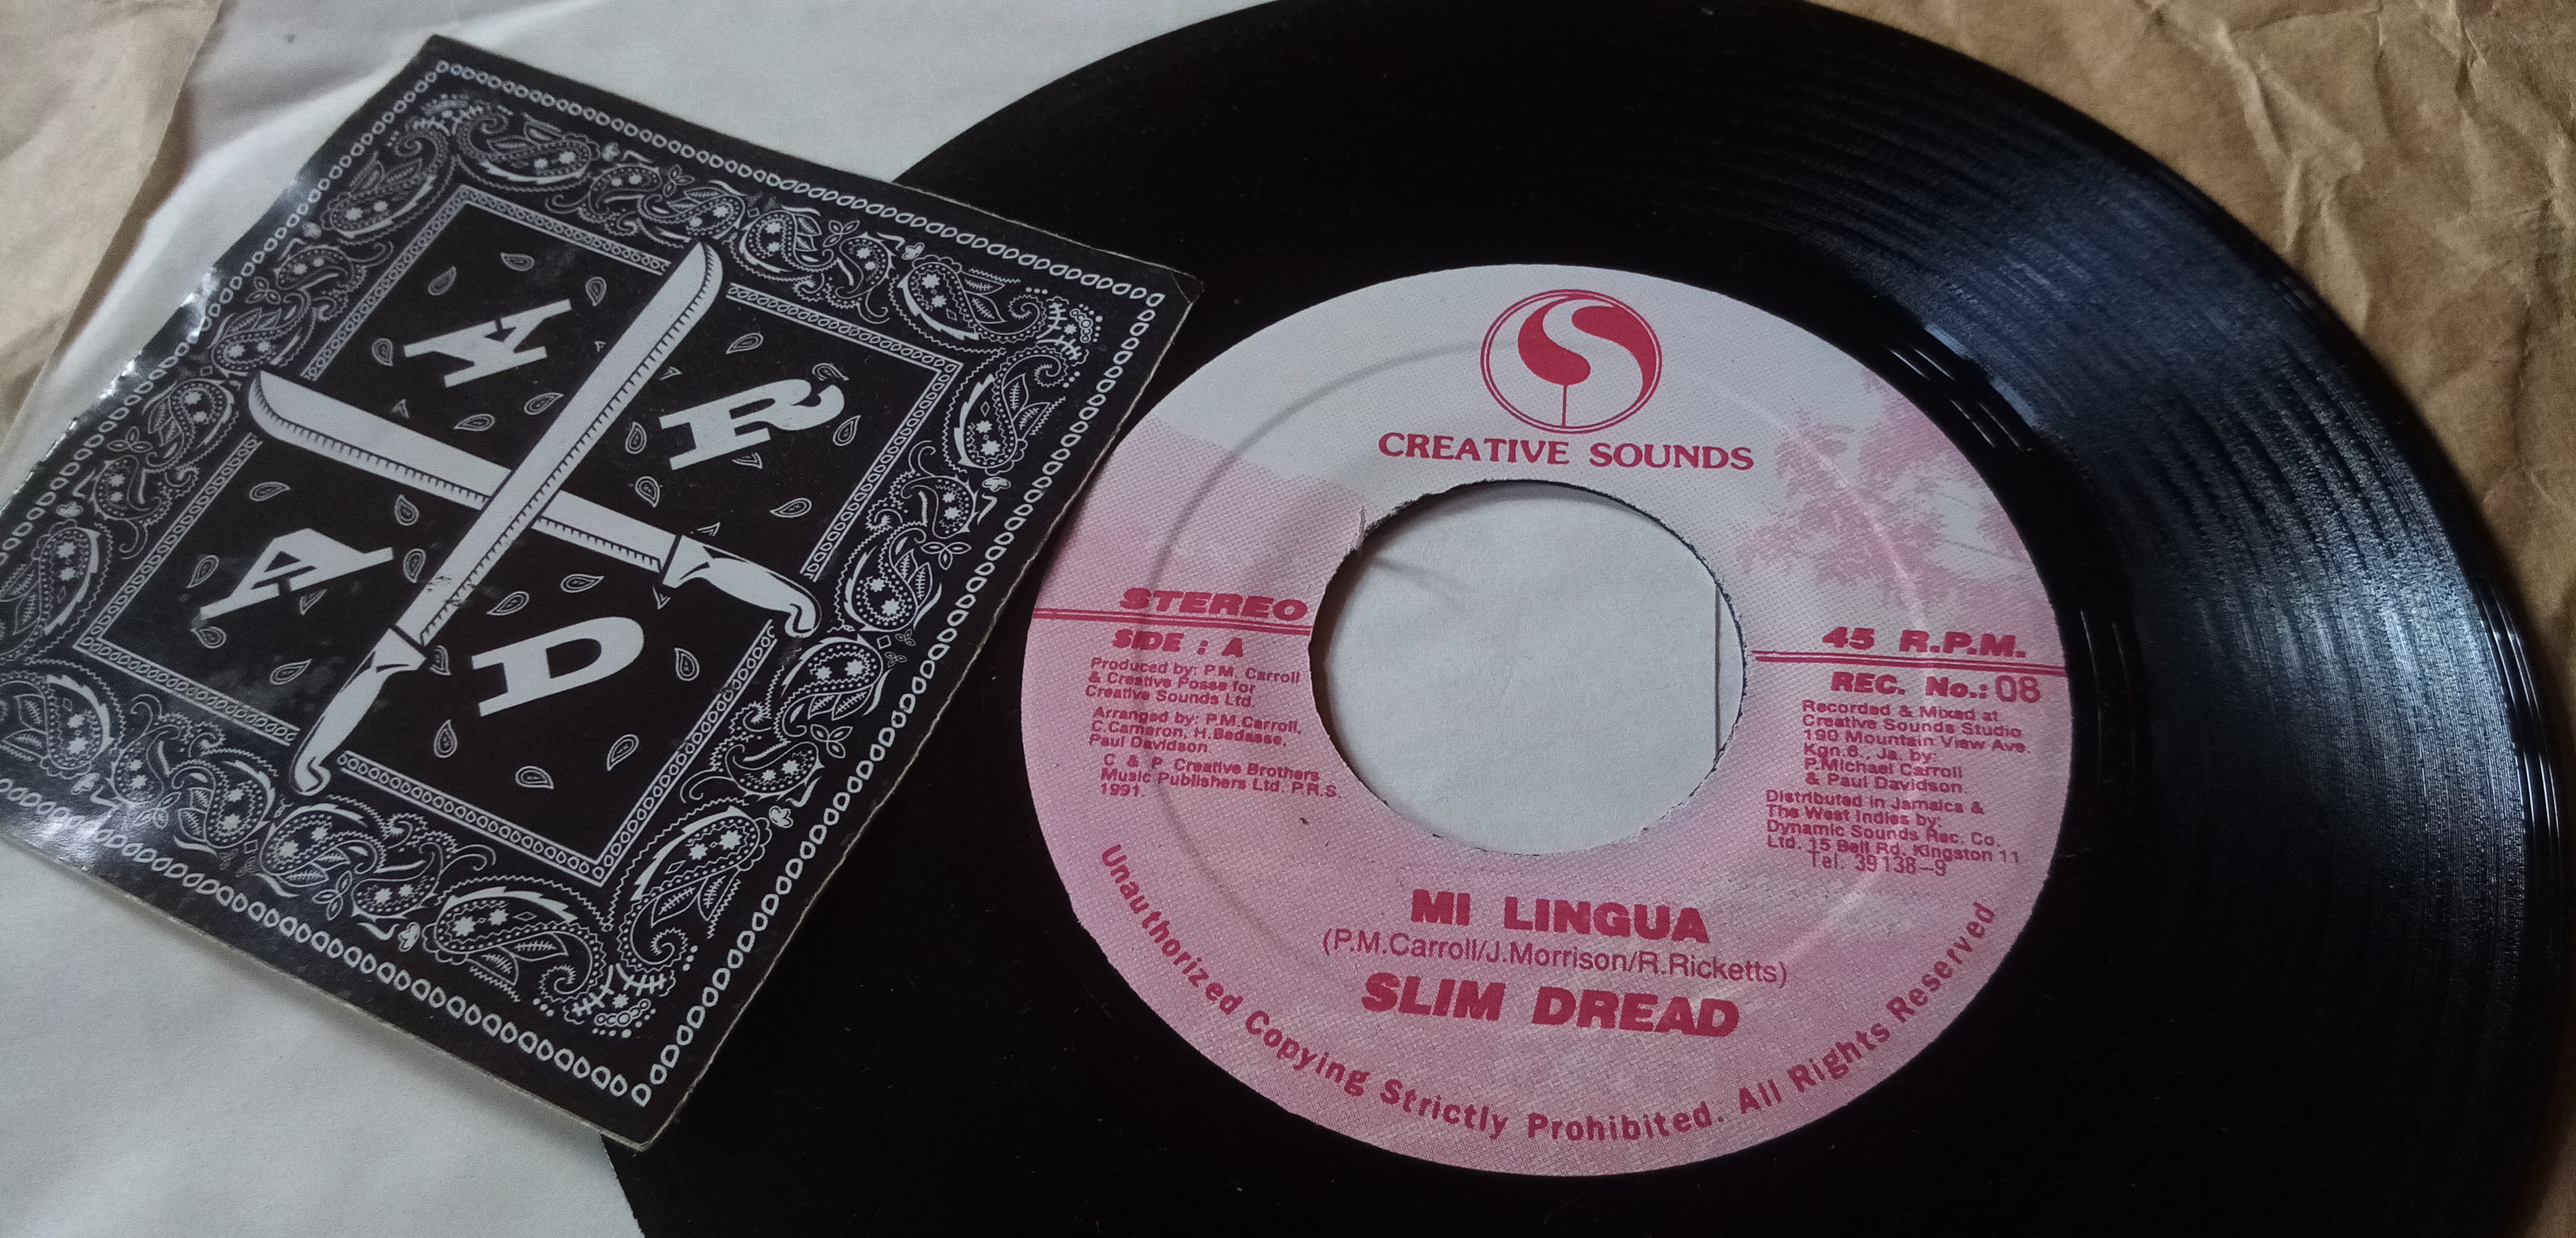 A R
A D
CREATIVE SOUNDS
STEREO
SIDE : A
Produced by: P.M. Carroll
& Creative Posse for
Creative Sounds Ltd.
Arranged by: P.M.Carroll,
C.Cameron, H.Bedasse,
Paul Davidson
C & P Creative Brothers
Music Publishers Ltd. P.R.S.
1991.
45 R.P.M.
REC. No.: 08
Recorded & Mixed at
Creative Sounds Studio
190 Mountain View Ave.
Kgn.6., Ja. by:
P.Michael Carroll
& Paul Davidson
Distributed in Jamaica &
The West Indies by:
Dynamic Sounds Rec. Co.
Ltd. 15 Bell Rd. Kingston 11
Tel. 39138-9
MI LINGUA
(P.M.Carroll/J.Morrison/R.Ricketts)
SLIM DREAD
Unauthorized Copying Strictly Prohibited. All Rights Reserved